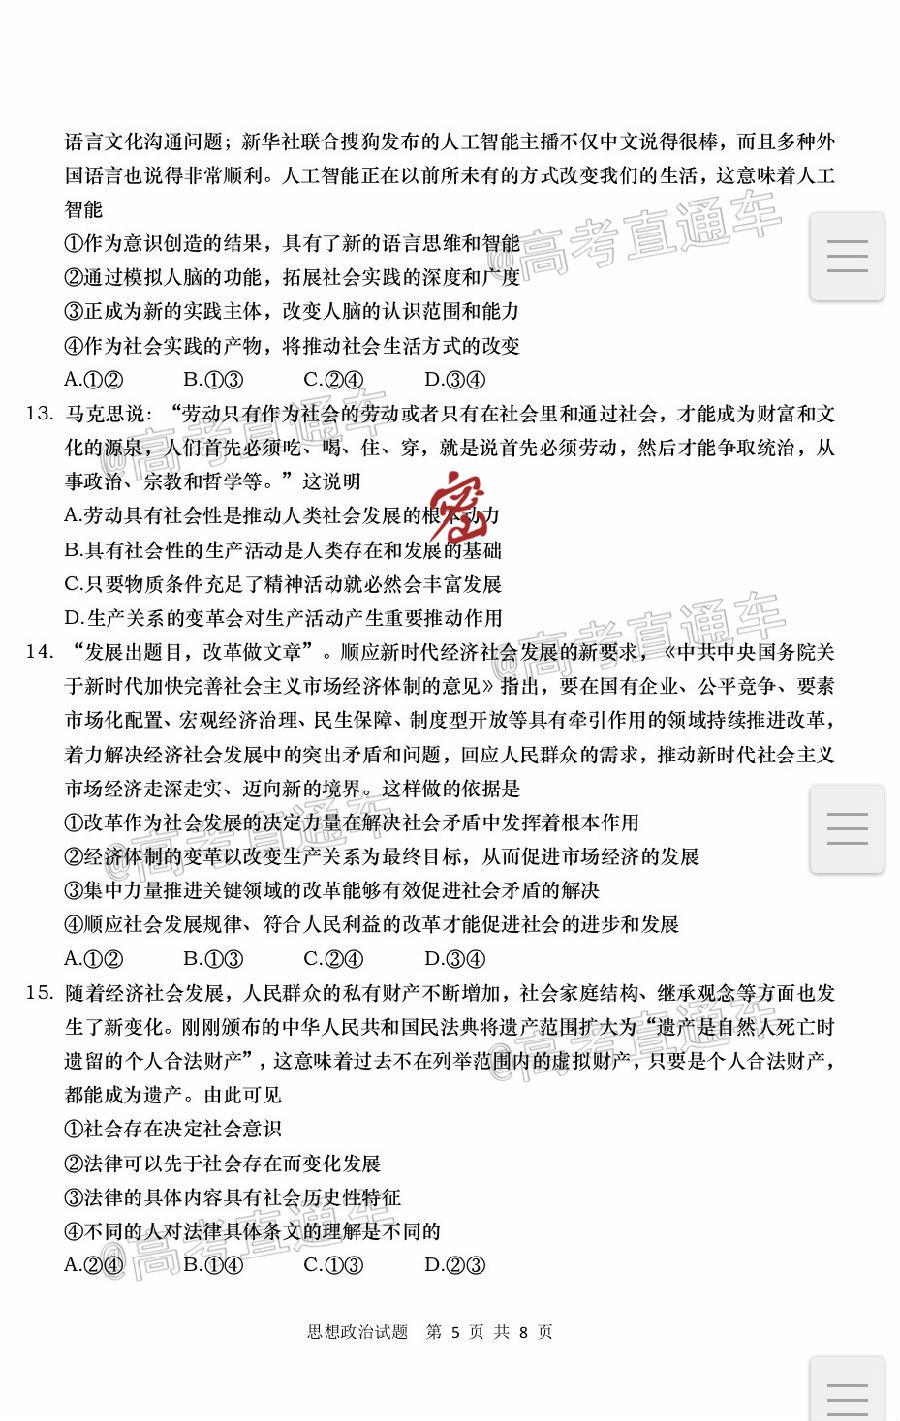 语言文化沟通问题；新华社联合搜狗发布的人工智能主播不仅中文说得很棒，而且多种外
国语言也说得非常顺利。人工智能正在以前所未有的方式改变我们的生活，这意味着人工
智能
①作为意识创造的结果，具有了新的语言思维和智能
②通过模拟人脑的功能，拓展社会实践的深度和广度
③正成为新的实践主体，改变人脑的认识范围和能力
④作为社会实践的产物，将推动社会生活方式的改变
A.①② B.①③ C.②④ D.③④
13. 马克思说：“劳动只有作为社会的劳动或者只有在社会里和通过社会，才能成为财富和文
化的源泉，人们首先必须吃、喝、住、穿，就是说首先必须劳动，然后才能争取统治，从
事政治、宗教和哲学等。”这说明
A.劳动具有社会性是推动人类社会发展的根本动力
B.具有社会性的生产活动是人类存在和发展的基础
C.只要物质条件充足了精神活动就必然会丰富发展
D.生产关系的变革会对生产活动产生重要推动作用
14. “发展出题目，改革做文章”。顺应新时代经济社会发展的新要求，《中共中央国务院关
于新时代加快完善社会主义市场经济体制的意见》指出，要在国有企业、公平竞争、要素
市场化配置、宏观经济治理、民生保障、制度型开放等具有牵引作用的领域持续推进改革，
着力解决经济社会发展中的突出矛盾和问题，回应人民群众的需求，推动新时代社会主义
市场经济走深走实、迈向新的境界。这样做的依据是
①改革作为社会发展的决定力量在解决社会矛盾中发挥着根本作用
②经济体制的变革以改变生产关系为最终目标，从而促进市场经济的发展
③集中力量推进关键领域的改革能够有效促进社会矛盾的解决
④顺应社会发展规律、符合人民利益的改革才能促进社会的进步和发展
A.①② B.①③ C.②④ D.③④
15. 随着经济社会发展，人民群众的私有财产不断增加，社会家庭结构、继承观念等方面也发
生了新变化。刚刚颁布的中华人民共和国民法典将遗产范围扩大为“遗产是自然人死亡时
遗留的个人合法财产”，这意味着过去不在列举范围内的虚拟财产，只要是个人合法财产，
都能成为遗产。由此可见
①社会存在决定社会意识
②法律可以先于社会存在而变化发展
③法律的具体内容具有社会历史性特征
④不同的人对法律具体条文的理解是不同的
A.②④ B.①④ C.①③ D.②③
思想政治试题 第 5 页 共 8 页
@高考直通车
@高考直通车
@高考直通车
@高考直通车
@高考直通车
@高考直通车
密